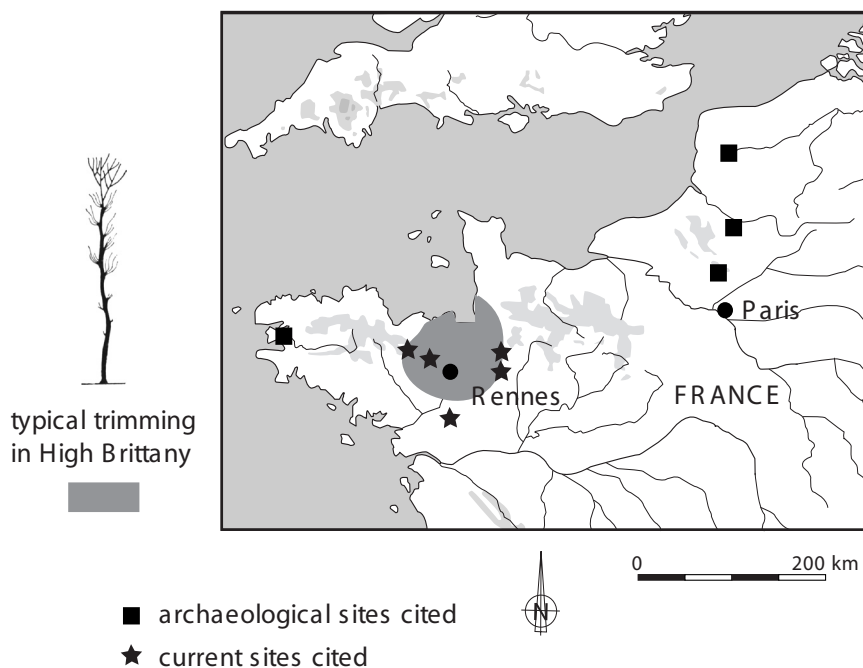 Paris
Rennes
FRANCE
typical trimming
in High Brittany
0 200 km
N
archaeological sites cited
current sites cited